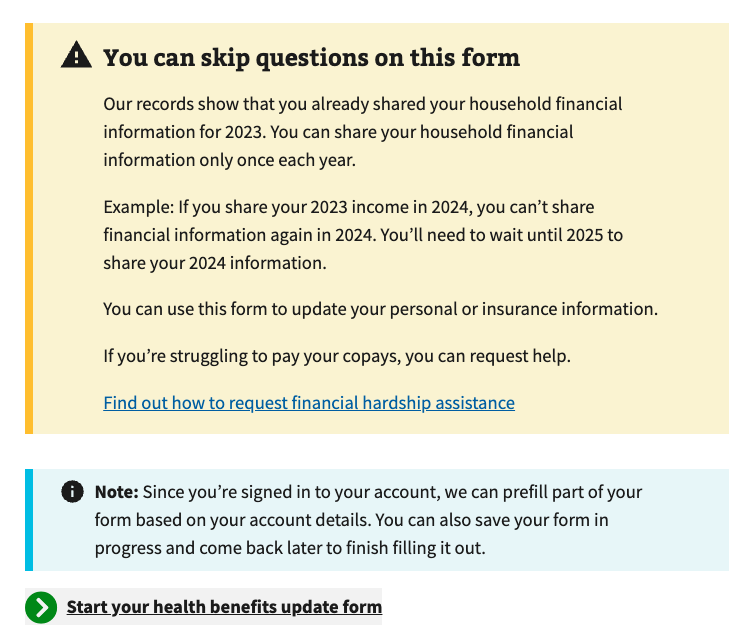 You can skip questions on this form
Our records show that you already shared your household financial
information for 2023. You can share your household financial
information only once each year.
Example: If you share your 2023 income in 2024, you can’t share
financial information again in 2024. You’ll need to wait until 2025 to
share your 2024 information.
You can use this form to update your personal or insurance information.
If you’re struggling to pay your copays, you can request help.
Find out how to request financial hardship assistance
Note: Since you’re signed in to your account, we can prefill part of your
form based on your account details. You can also save your form in
progress and come back later to finish filling it out.
Start your health benefits update form